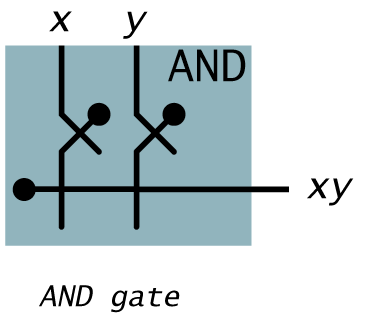 x y
AND
xy
AND gate